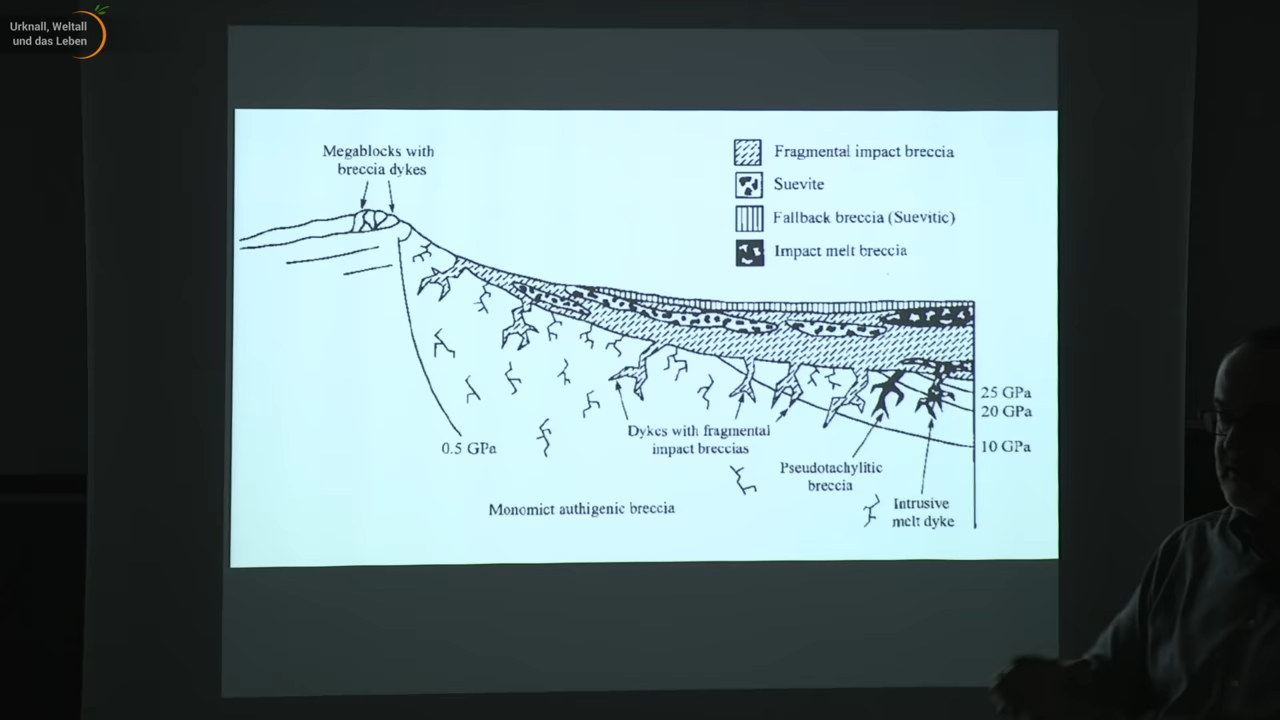 Urknall, Weltall
und das Leben
Megablocks with
breccia dykes
Fragmental impact breccia
Suevite
Fallback breccia (Suevitic)
Impact melt breccia
25 GPa
20 GPa
10 GPa
0.5 GPa
Dykes with fragmental
impact breccias
Pseudotachylitic
breccia
Intrusive
melt dyke
Monomict authigenic breccia